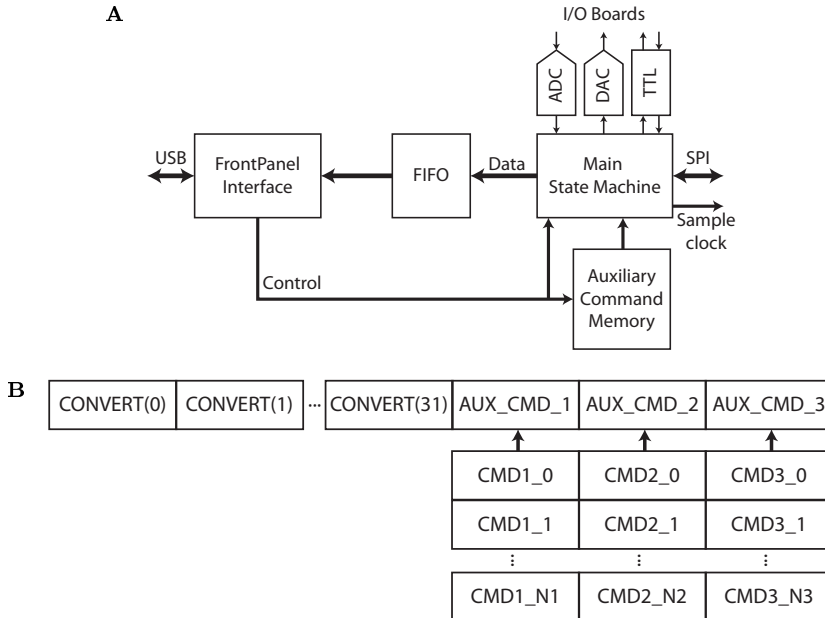 A
I/O Boards
ADC
DAC
TTL
USB
FrontPanel
Interface
FIFO
Data
Main
State Machine
SPI
Sample
clock
Control
Auxiliary
Command
Memory
B
CONVERT(0) CONVERT(1) ... CONVERT(31) AUX_CMD_1 AUX_CMD_2 AUX_CMD_3
CMD1_0 CMD2_0 CMD3_0
CMD1_1 CMD2_1 CMD3_1
... ... ...
CMD1_N1 CMD2_N2 CMD3_N3